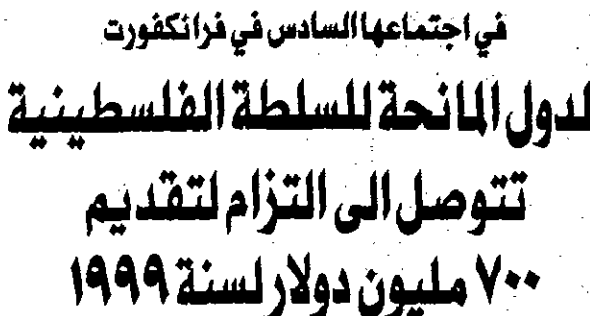 في اجتماعها السادس في فرانكفورت
لدول المانحة للسلطة الفلسطينية
تتوصل الى التزام لتقديم
٧٠٠ مليون دولار لسنة ١٩٩٩